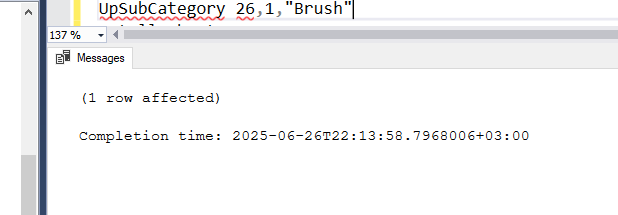 UpSubCategory 26,1,"Brush"
137 %
Messages
(1 row affected)
Completion time: 2025-06-26T22:13:58.7968006+03:00